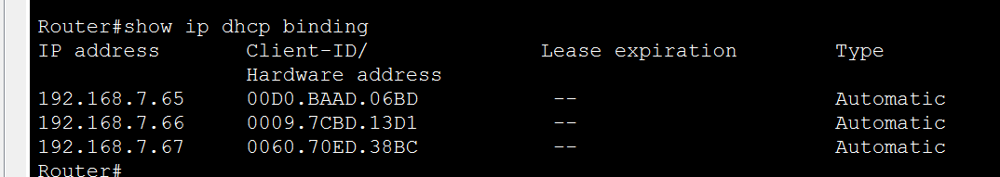 Router#show ip dhcp binding
IP address Client-ID/ Lease expiration Type
Hardware address
192.168.7.65 00D0.BAAD.06BD -- Automatic
192.168.7.66 0009.7CBD.13D1 -- Automatic
192.168.7.67 0060.70ED.38BC -- Automatic
Router#